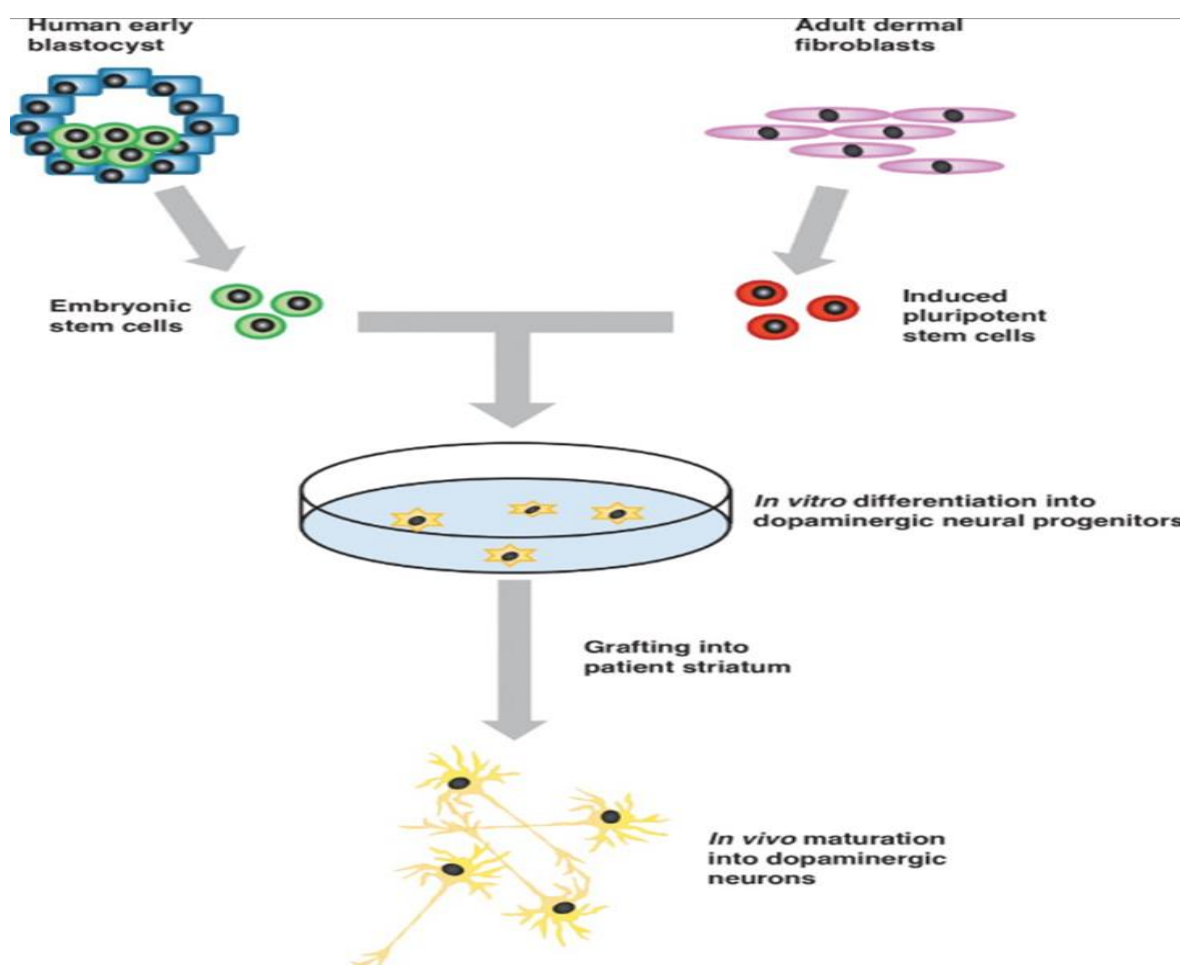 Human early
blastocyst
Adult dermal
fibroblasts
Embryonic
stem cells
Induced
pluripotent
stem cells
In vitro differentiation into
dopaminergic neural progenitors
Grafting into
patient striatum
In vivo maturation
into dopaminergic
neurons